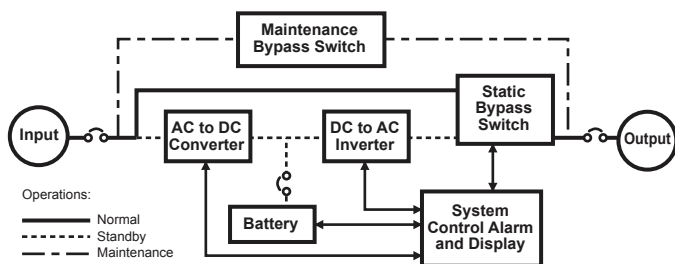 Maintenance
Bypass Switch
Input
AC to DC
Converter
DC to AC
Inverter
Static
Bypass
Switch
Output
Operations:
Normal
Standby
Maintenance
Battery
System
Control Alarm
and Display